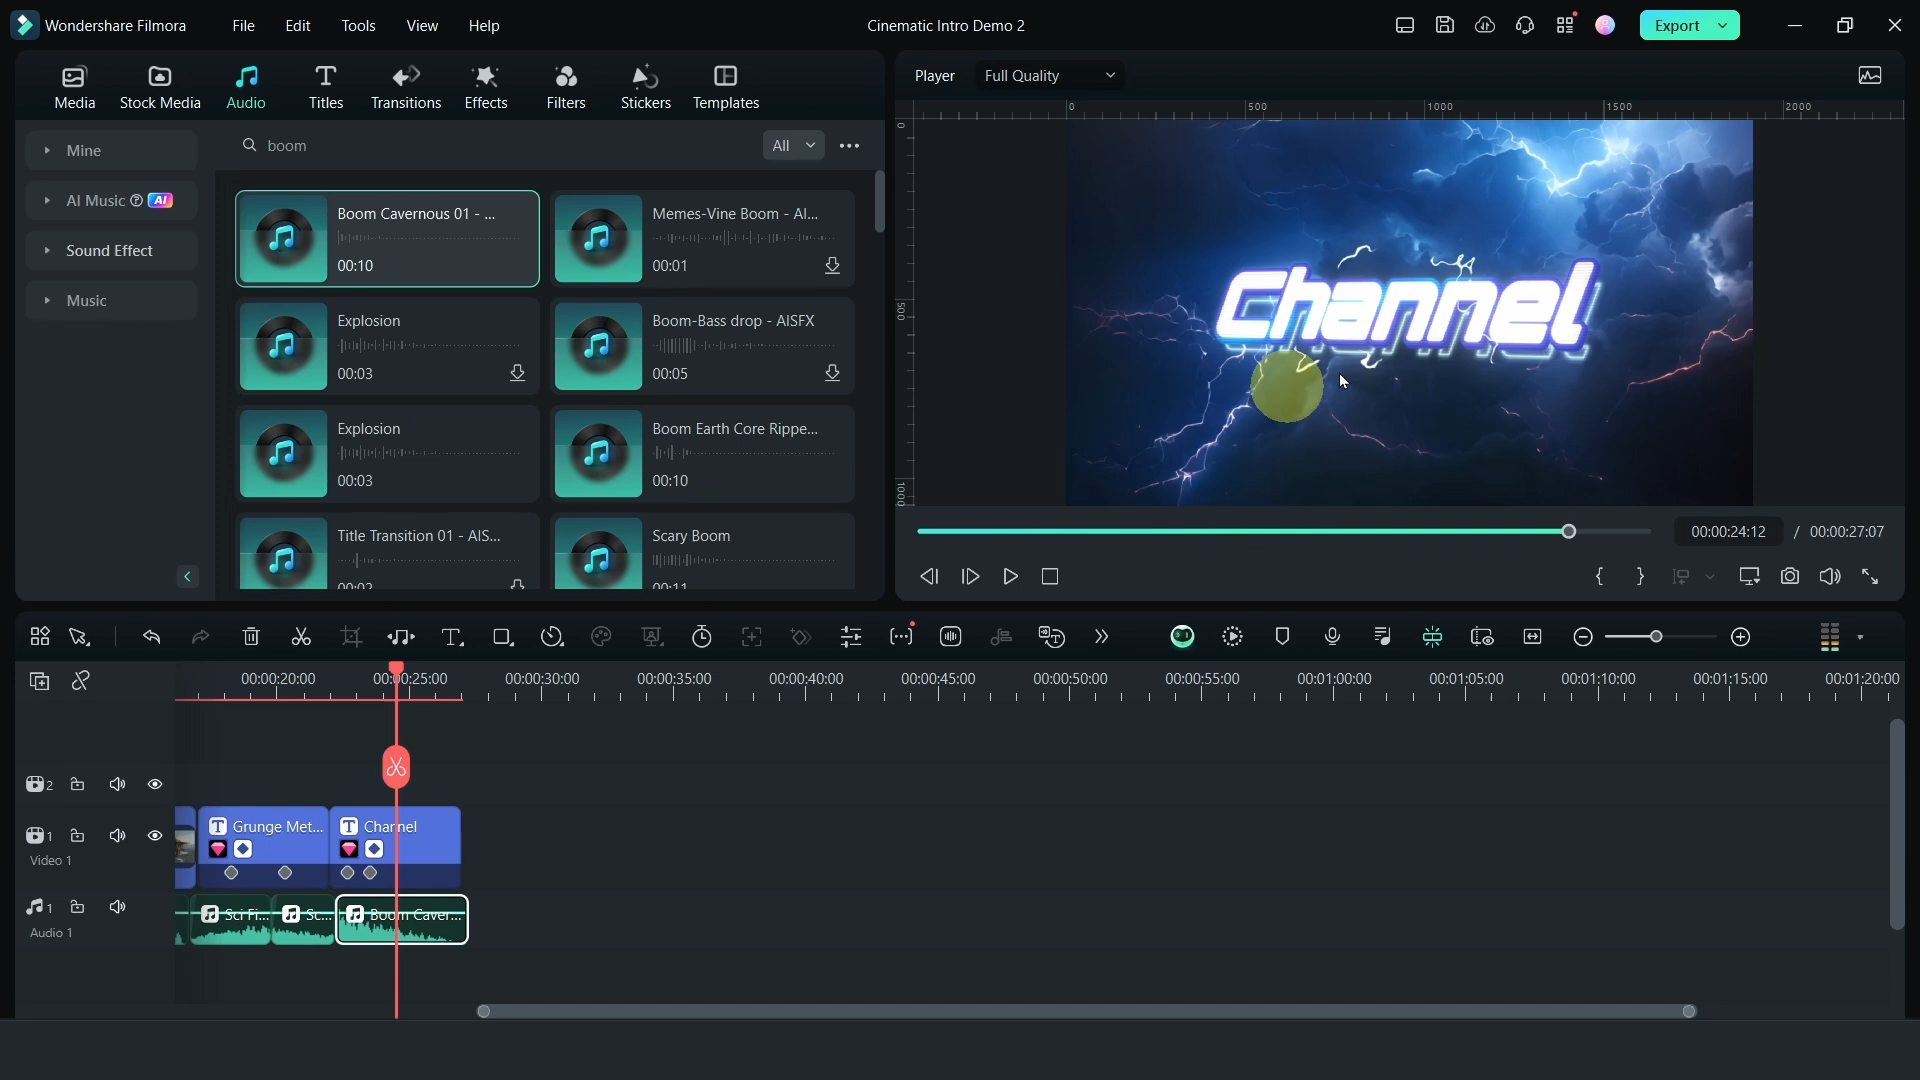 Wondershare Filmora
File
Edit
Tools
View
Help
Cinematic Intro Demo 2
Export
Media
Stock Media
Audio
Titles
Transitions
Effects
Filters
Stickers
Templates
Player
Full Quality
Mine
AI Music
AI
Sound Effect
Music
boom
All
Boom Cavernous 01 - ...
00:10
Memes-Vine Boom - AI...
00:01
Explosion
00:03
Boom-Bass drop - AISFX
00:05
Explosion
00:03
Boom Earth Core Rippe...
00:10
Title Transition 01 - AIS...
00:02
Scary Boom
00:11
0
500
1000
1500
2000
0
500
1000
Channel
00:00:24:12
/ 00:00:27:07
00:00:20:00
00:00:25:00
00:00:30:00
00:00:35:00
00:00:40:00
00:00:45:00
00:00:50:00
00:00:55:00
00:01:00:00
00:01:05:00
00:01:10:00
00:01:15:00
00:01:20:00
2
1
Video 1
Grunge Met...
Channel
1
Audio 1
Sci Fi...
Sc...
Boom Caver...